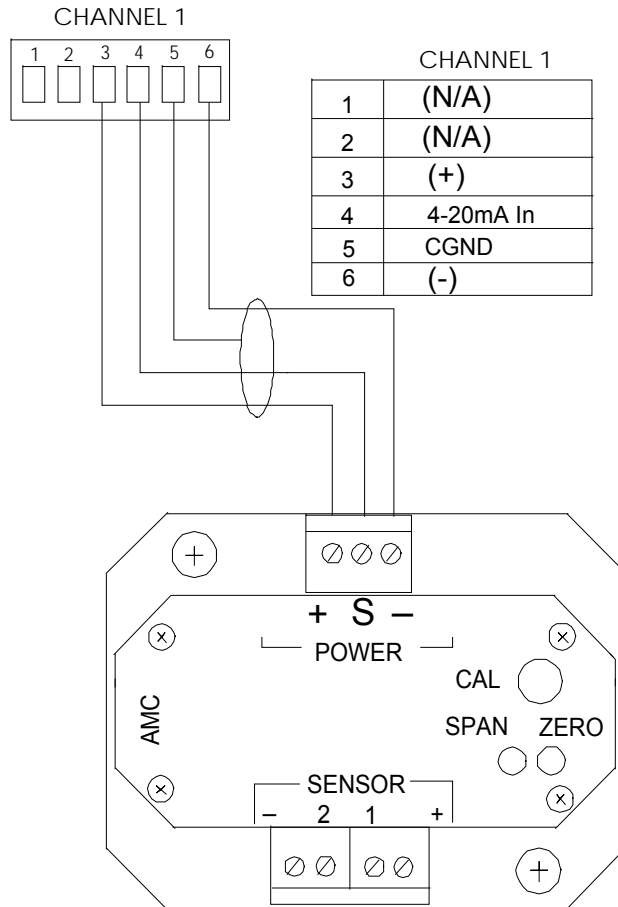 CHANNEL 1
1 2 3 4 5 6
CHANNEL 1
1 (N/A)
2 (N/A)
3 (+)
4 4-20mA In
5 CGND
6 (-)
+ S –
POWER
CAL
AMC
SPAN ZERO
SENSOR
– 2 1 +